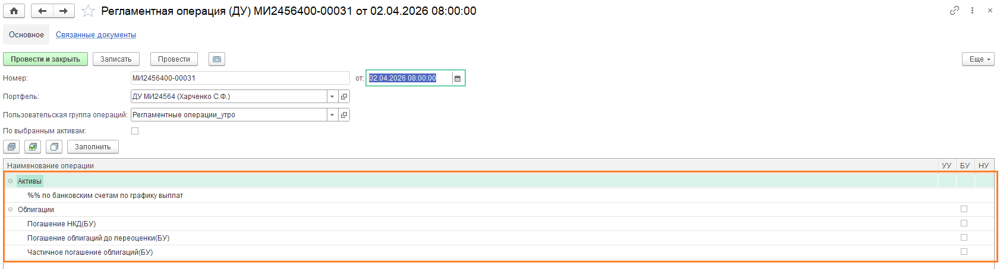 Регламентная операция (ДУ) МИ2456400-00031 от 02.04.2026 08:00:00
Основное Связанные документы
Провести и закрыть Записать Провести Еще
Номер: МИ2456400-00031 от: 02.04.2026 08:00:00
Портфель: ДУ МИ24564 (Харченко С.Ф.)
Пользовательская группа операций: Регламентные операции_утро
По выбранным активам:
Заполнить
Наименование операции УУ БУ НУ
Активы
%% по банковским счетам по графику выплат
Облигации
Погашение НКД(БУ)
Погашение облигаций до переоценки(БУ)
Частичное погашение облигаций(БУ)